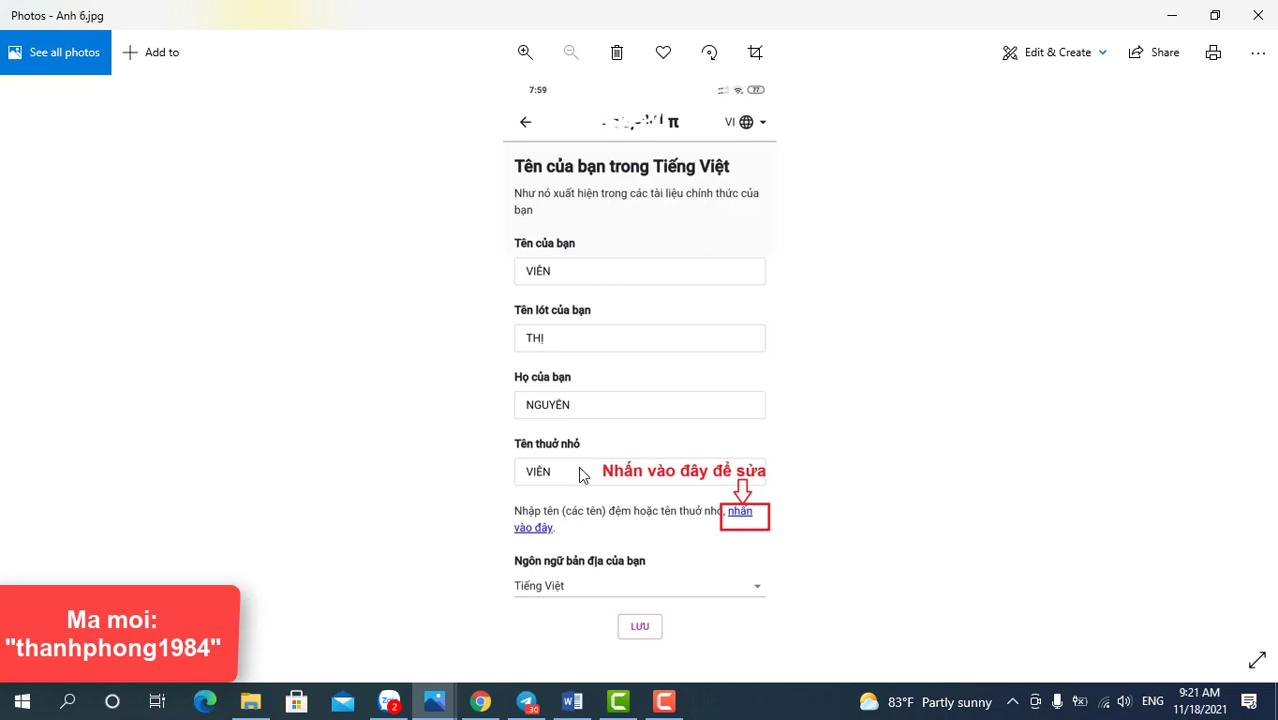 Photos - Anh 6.jpg
See all photos
Add to
Edit & Create
Share
7:59
77
π
VI
Tên của bạn trong Tiếng Việt
Như nó xuất hiện trong các tài liệu chính thức của
bạn
Tên của bạn
VIÊN
Tên lót của bạn
THỊ
Họ của bạn
NGUYÊN
Tên thuở nhỏ
VIÊN
Nhấn vào đây để sửa
Nhập tên (các tên) đệm hoặc tên thuở nhỏ, nhấn
vào đây.
Ngôn ngữ bản địa của bạn
Tiếng Việt
LƯU
Ma moi:
"thanhphong1984"
2
30
83°F Partly sunny
ENG
9:21 AM
11/18/2021